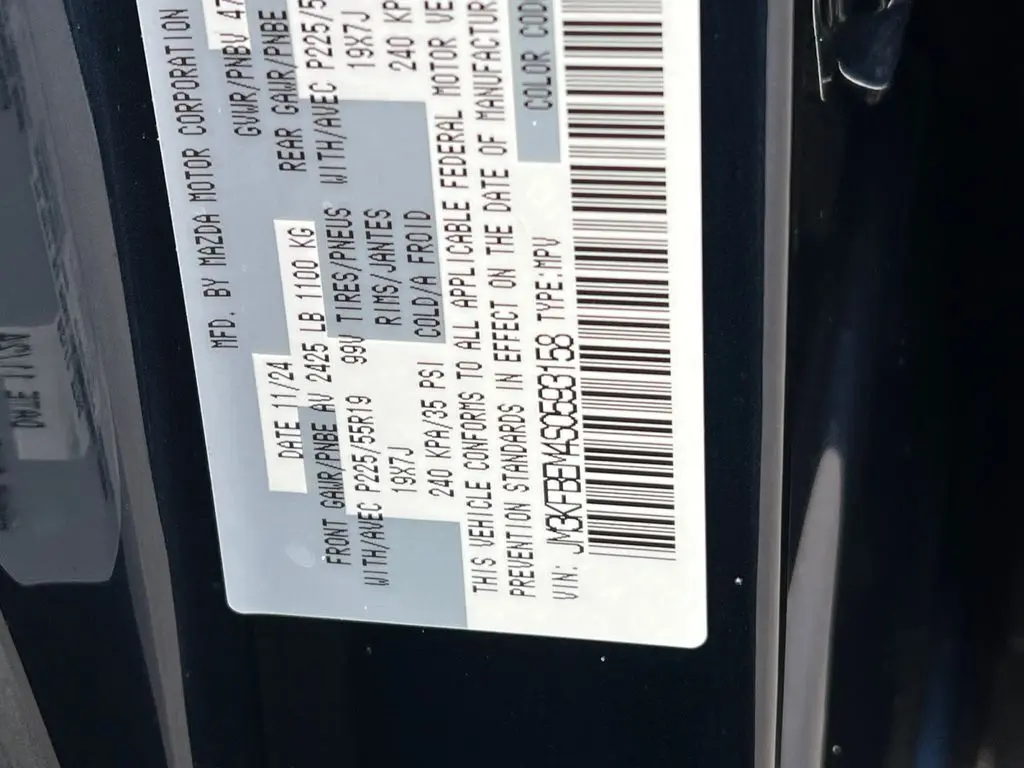 MFD. BY MAZDA MOTOR CORPORATION
DATE 11/24 GVWR/PNBV 47
FRONT GAWR/PNBE AV 2425 LB 1100 KG REAR GAWR/PNBE
WITH/AVEC P225/55R19 99V TIRES/PNEUS WITH/AVEC P225/5
19X7J RIMS/JANTES 19X7J
240 KPA/35 PSI COLD/A FROID 240 KP
THIS VEHICLE CONFORMS TO ALL APPLICABLE FEDERAL MOTOR VE
PREVENTION STANDARDS IN EFFECT ON THE DATE OF MANUFACTUR
VIN: JM3KFBEM4S0593158 TYPE:MPV COLOR COD